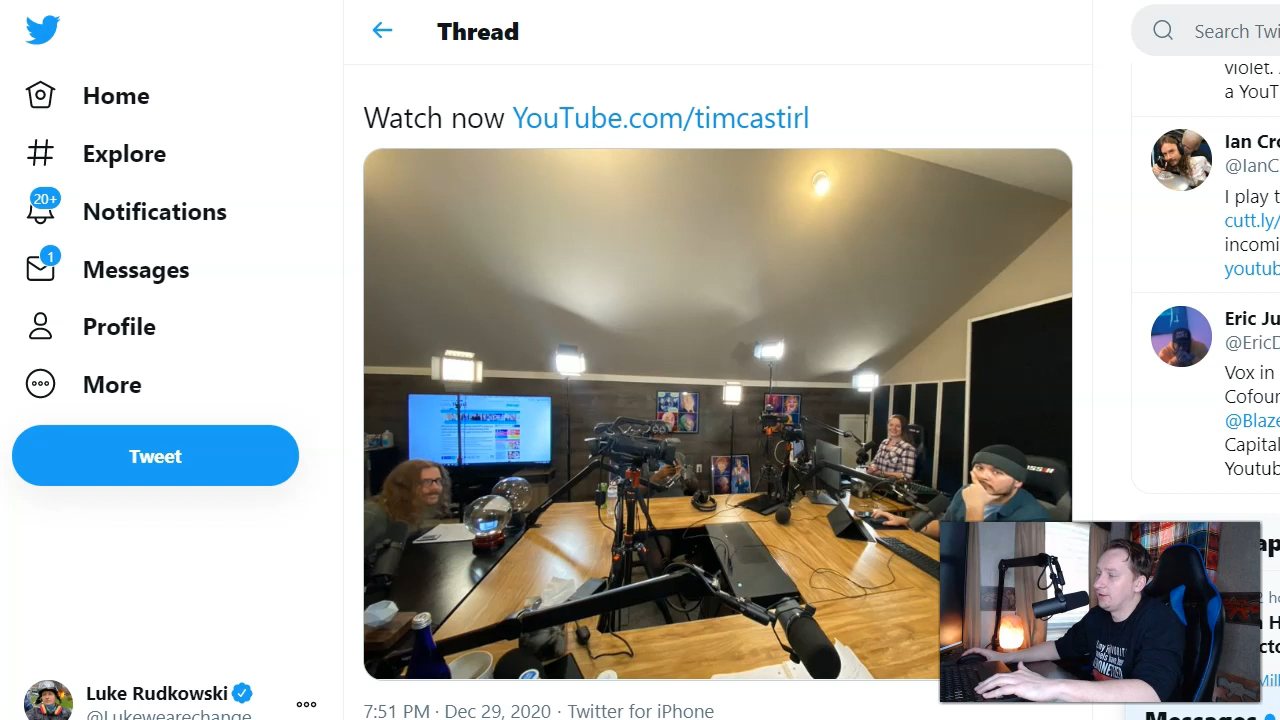 Thread
Search Twi
Home
Explore
20+
Notifications
1
Messages
Profile
More
Tweet
Luke Rudkowski
@Lukewearechange
Watch now YouTube.com/timcastirl
7:51 PM · Dec 29, 2020 · Twitter for iPhone
violet.
a YouT
Ian Cro
@IanC
I play t
cutt.ly/
incomi
youtub
Eric Ju
@EricD
Vox in
Cofour
@Blaze
Capital
Youtub
Messages